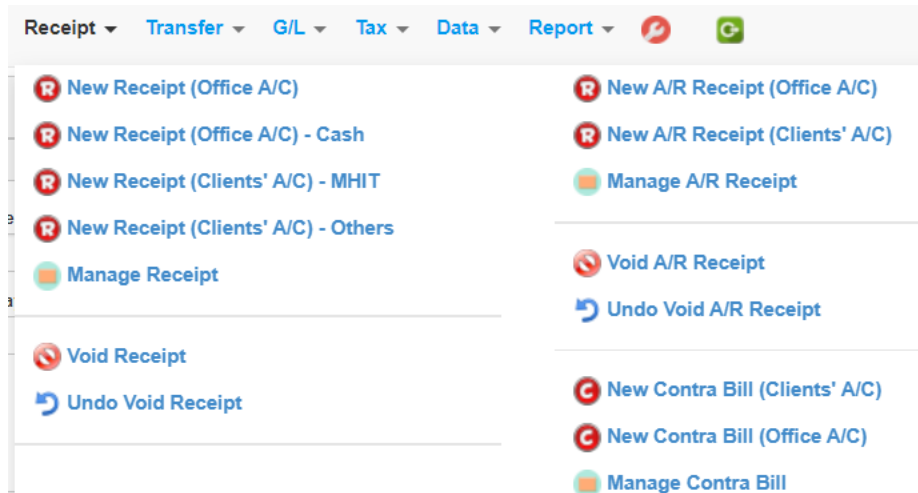 Receipt Transfer G/L Tax Data Report
New Receipt (Office A/C)
New Receipt (Office A/C) - Cash
New Receipt (Clients' A/C) - MHIT
New Receipt (Clients' A/C) - Others
Manage Receipt
Void Receipt
Undo Void Receipt
New A/R Receipt (Office A/C)
New A/R Receipt (Clients' A/C)
Manage A/R Receipt
Void A/R Receipt
Undo Void A/R Receipt
New Contra Bill (Clients' A/C)
New Contra Bill (Office A/C)
Manage Contra Bill